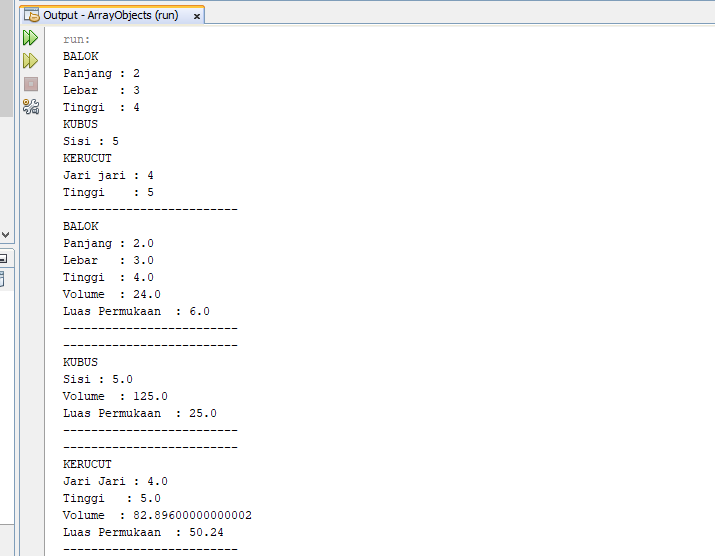 Output - ArrayObjects (run)
run:
BALOK
Panjang : 2
Lebar   : 3
Tinggi  : 4
KUBUS
Sisi : 5
KERUCUT
Jari jari : 4
Tinggi    : 5
-------------------------
BALOK
Panjang : 2.0
Lebar   : 3.0
Tinggi  : 4.0
Volume  : 24.0
Luas Permukaan  : 6.0
-------------------------
-------------------------
KUBUS
Sisi : 5.0
Volume  : 125.0
Luas Permukaan  : 25.0
-------------------------
-------------------------
KERUCUT
Jari Jari : 4.0
Tinggi   : 5.0
Volume  : 82.89600000000002
Luas Permukaan  : 50.24
-------------------------